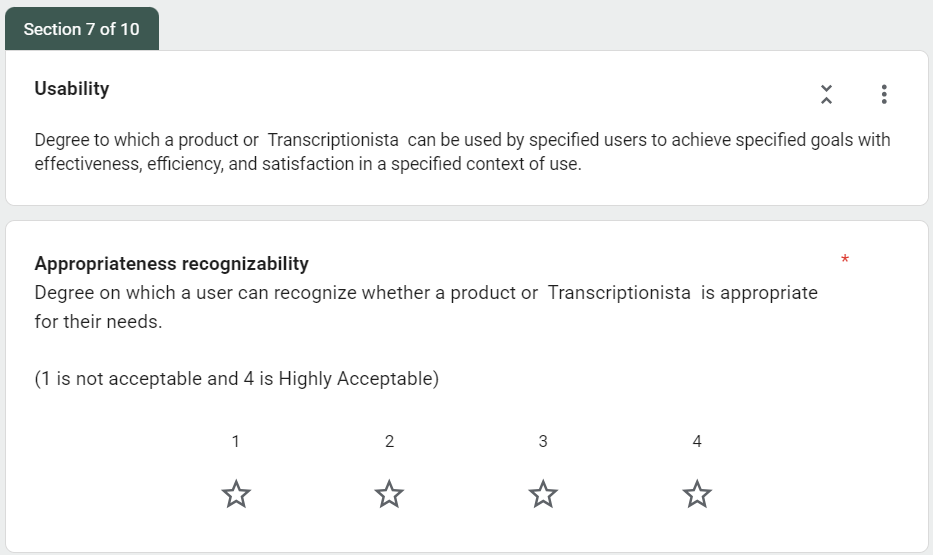 Section 7 of 10
Usability
Degree to which a product or  Transcriptionista  can be used by specified users to achieve specified goals with
effectiveness, efficiency, and satisfaction in a specified context of use.
Appropriateness recognizability *
Degree on which a user can recognize whether a product or  Transcriptionista  is appropriate
for their needs.
(1 is not acceptable and 4 is Highly Acceptable)
1 2 3 4